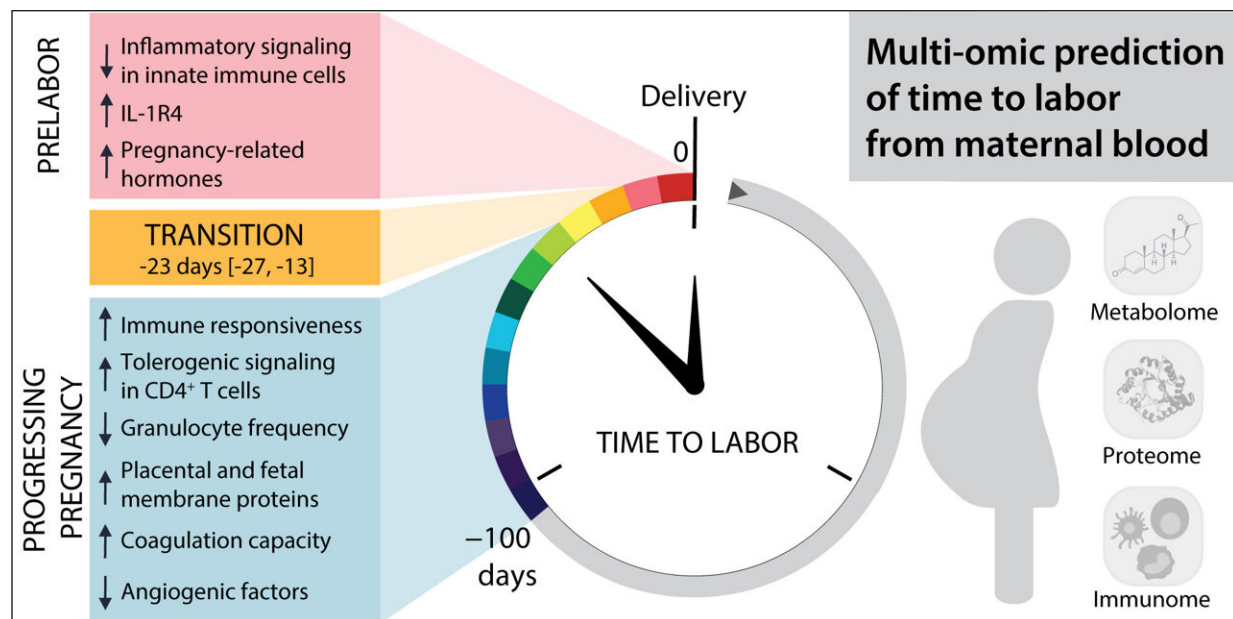 PRELABOR
↓ Inflammatory signaling
in innate immune cells
↑ IL-1R4
↑ Pregnancy-related
hormones
TRANSITION
-23 days [-27, -13]
PROGRESSING
PREGNANCY
↑ Immune responsiveness
↑ Tolerogenic signaling
in CD4⁺ T cells
↓ Granulocyte frequency
↑ Placental and fetal
membrane proteins
↑ Coagulation capacity
↓ Angiogenic factors
Delivery
0
TIME TO LABOR
−100
days
Multi-omic prediction
of time to labor
from maternal blood
O
H
H
H
H
O
Metabolome
Proteome
Immunome